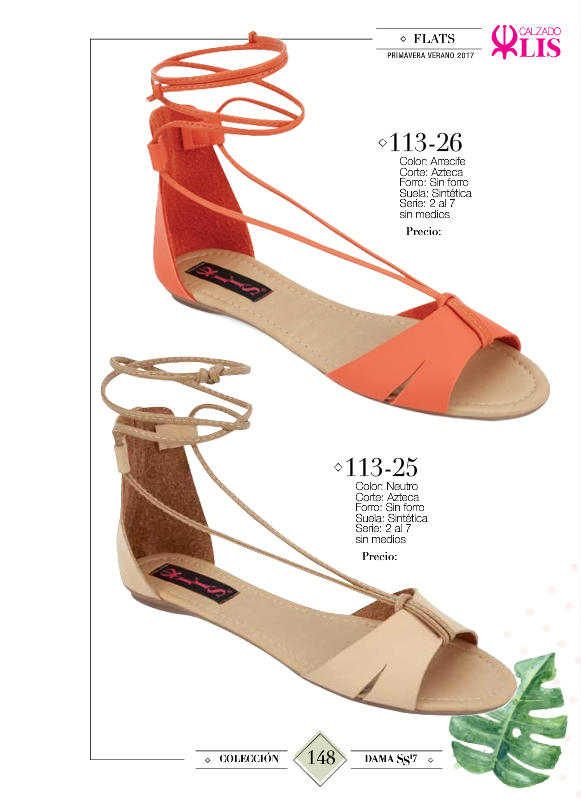 FLATS
PRIMAVERA VERANO 2017
CALZADO
LIS
113-26
Color: Arrecife
Corte: Azteca
Forro: Sin forro
Suela: Sintética
Serie: 2 al 7
sin medios
Precio:
113-25
Color: Neutro
Corte: Azteca
Forro: Sin forro
Suela: Sintética
Serie: 2 al 7
sin medios
Precio:
COLECCIÓN
148
DAMA SS'7